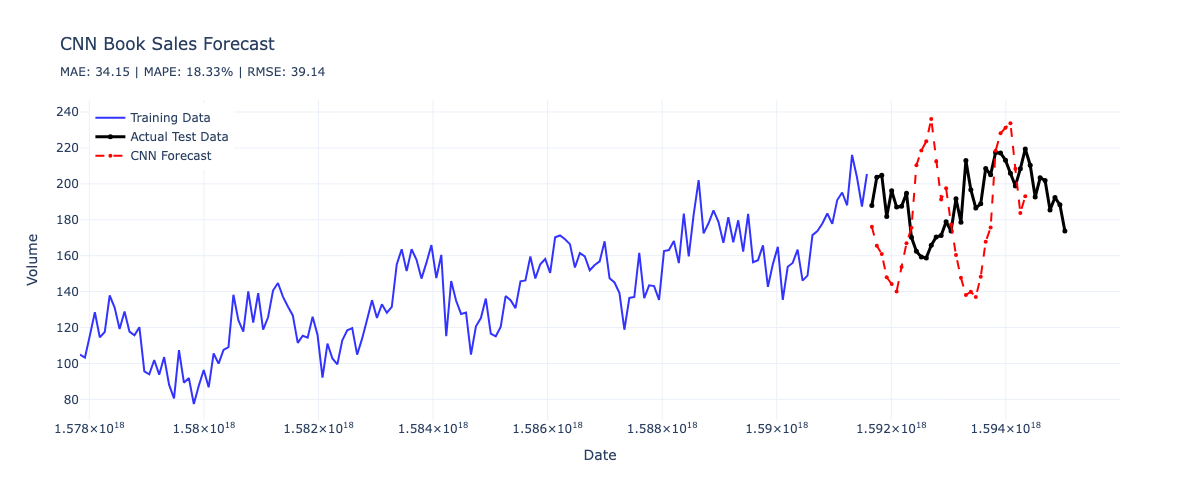 CNN Book Sales Forecast
MAE: 34.15 | MAPE: 18.33% | RMSE: 39.14
Training Data
Actual Test Data
CNN Forecast
240
220
200
180
160
140
120
100
80
Volume
1.578×10¹⁸ 1.58×10¹⁸ 1.582×10¹⁸ 1.584×10¹⁸ 1.586×10¹⁸ 1.588×10¹⁸ 1.59×10¹⁸ 1.592×10¹⁸ 1.594×10¹⁸
Date